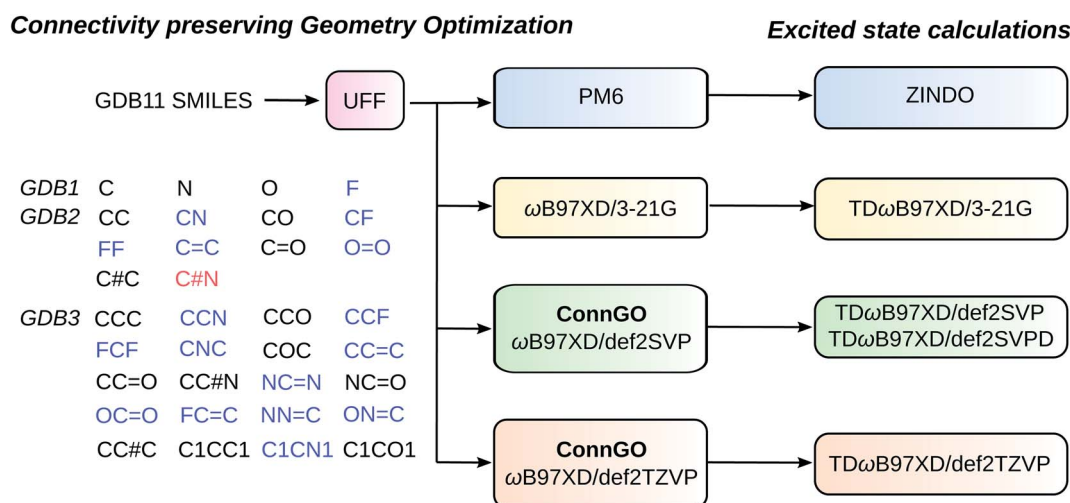 Connectivity preserving Geometry Optimization
Excited state calculations
GDB11 SMILES
UFF
PM6
ZINDO
GDB1 C N O F
GDB2 CC CN CO CF
FF C=C C=O O=O
C#C C#N
GDB3 CCC CCN CCO CCF
FCF CNC COC CC=C
CC=O CC#N NC=N NC=O
OC=O FC=C NN=C ON=C
CC#C C1CC1 C1CN1 C1CO1
ωB97XD/3-21G
TDωB97XD/3-21G
ConnGO
ωB97XD/def2SVP
TDωB97XD/def2SVP
TDωB97XD/def2SVPD
ConnGO
ωB97XD/def2TZVP
TDωB97XD/def2TZVP